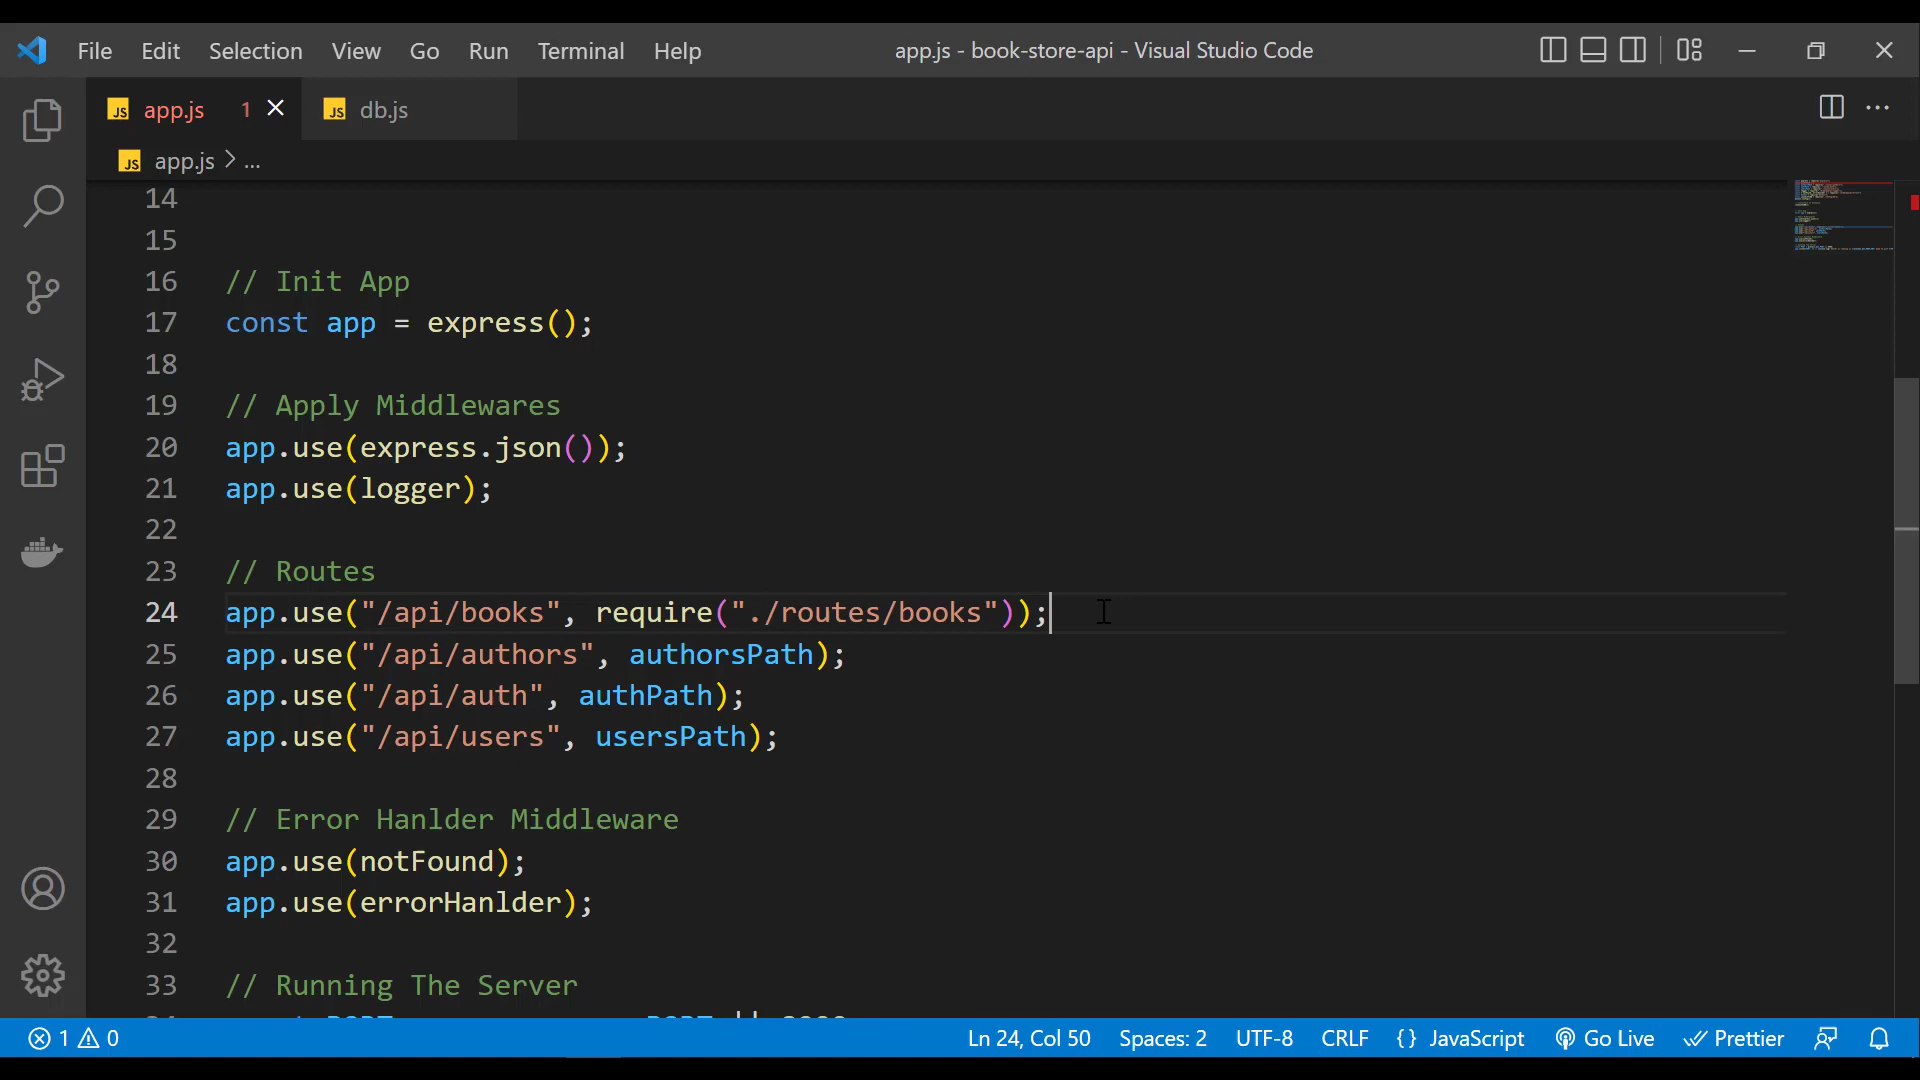 File Edit Selection View Go Run Terminal Help app.js - book-store-api - Visual Studio Code
JS app.js 1 JS db.js
JS app.js > ...
14
15
16 // Init App
17 const app = express();
18
19 // Apply Middlewares
20 app.use(express.json());
21 app.use(logger);
22
23 // Routes
24 app.use("/api/books", require("./routes/books"));
25 app.use("/api/authors", authorsPath);
26 app.use("/api/auth", authPath);
27 app.use("/api/users", usersPath);
28
29 // Error Hanlder Middleware
30 app.use(notFound);
31 app.use(errorHanlder);
32
33 // Running The Server
1 0 Ln 24, Col 50 Spaces: 2 UTF-8 CRLF {} JavaScript Go Live Prettier